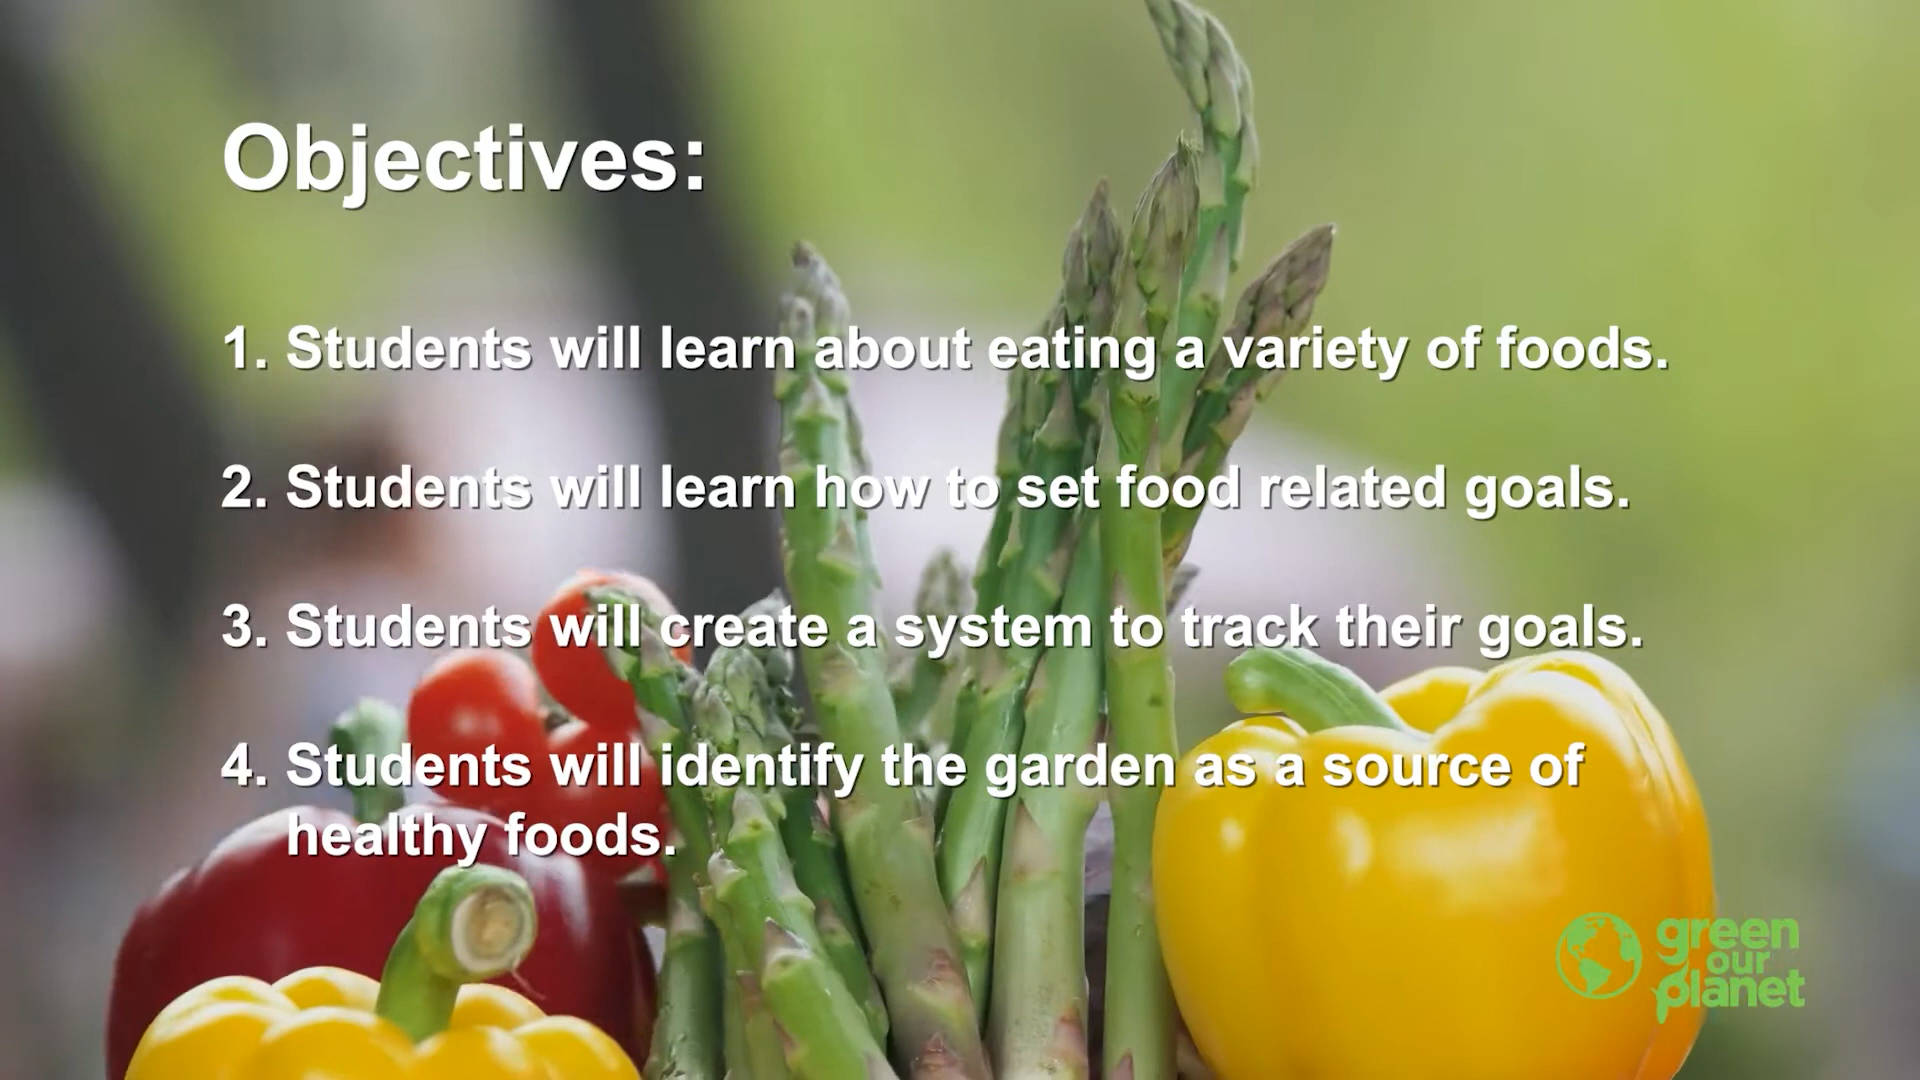 Objectives:
1. Students will learn about eating a variety of foods.
2. Students will learn how to set food related goals.
3. Students will create a system to track their goals.
4. Students will identify the garden as a source of
healthy foods.
green
our
planet